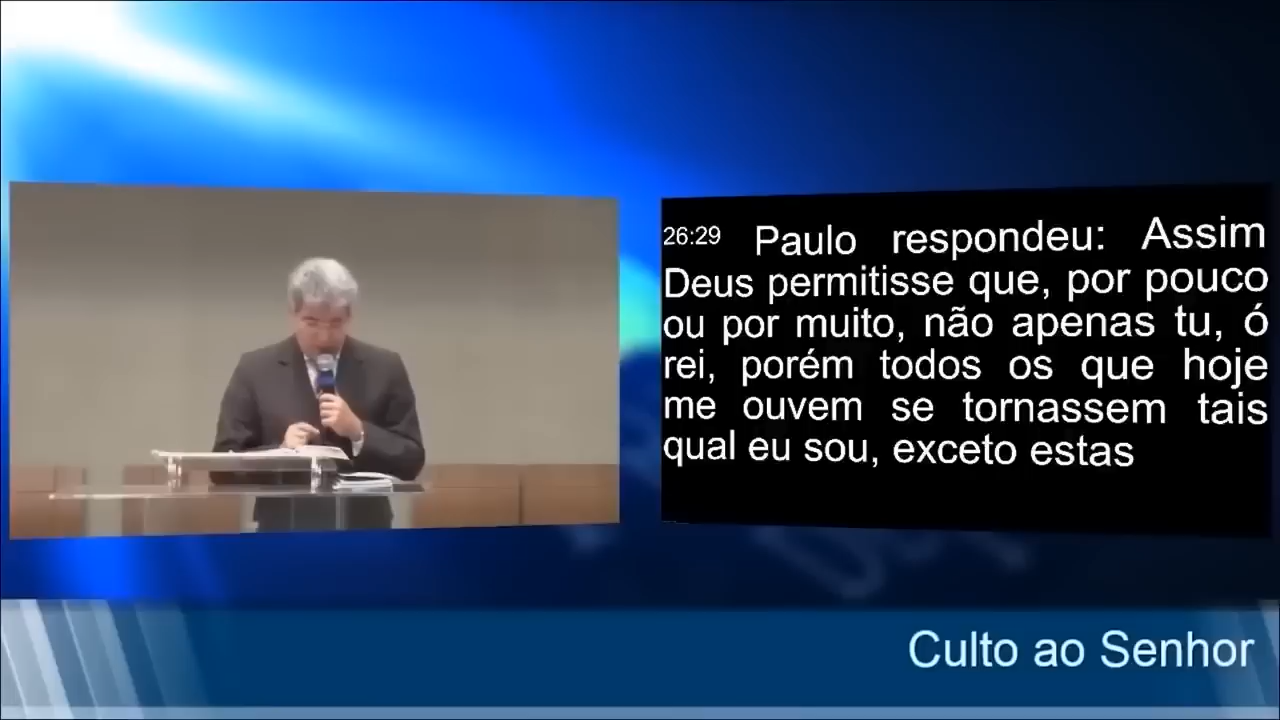 26:29 Paulo respondeu: Assim
Deus permitisse que, por pouco
ou por muito, não apenas tu, ó
rei, porém todos os que hoje
me ouvem se tornassem tais
qual eu sou, exceto estas
Culto ao Senhor